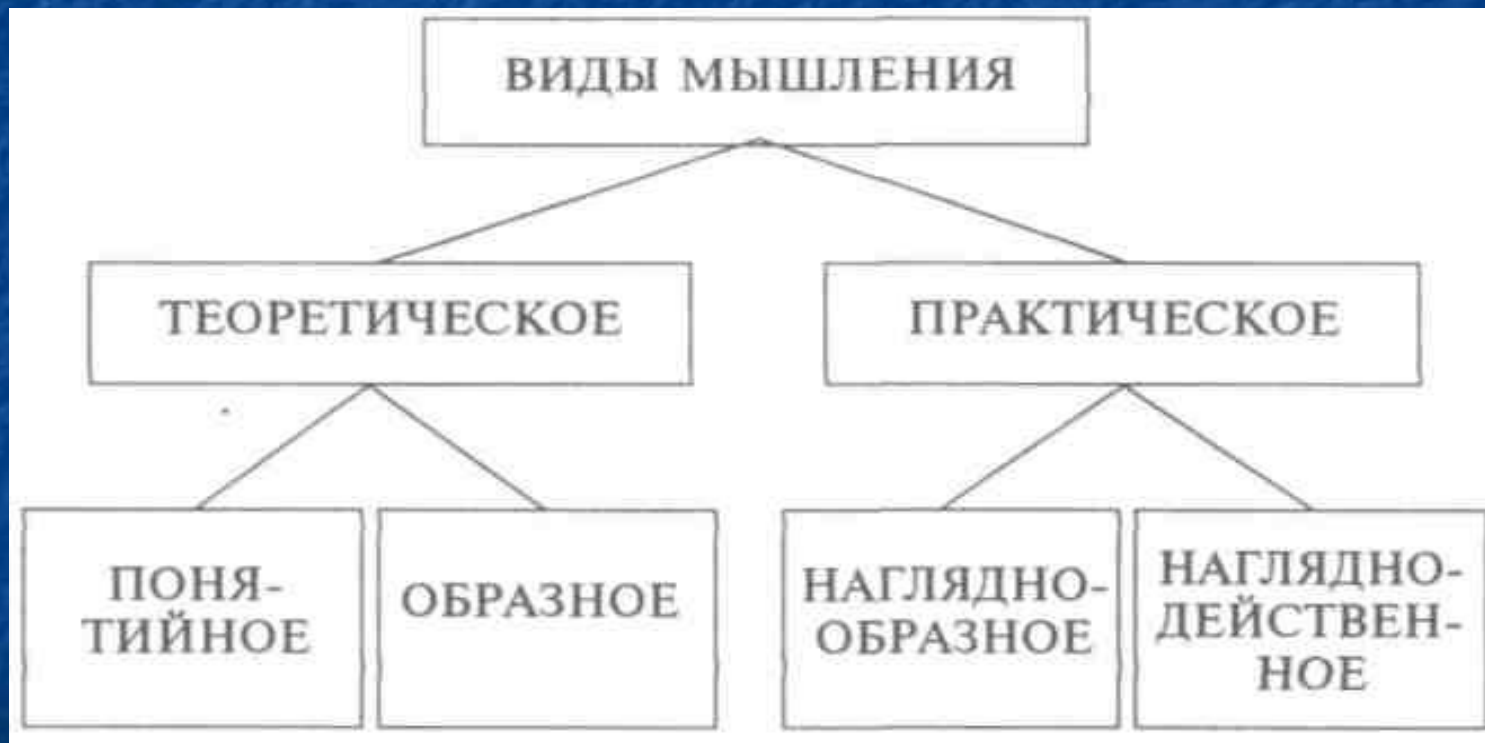 ВИДЫ МЫШЛЕНИЯ
ТЕОРЕТИЧЕСКОЕ
ПРАКТИЧЕСКОЕ
ПОНЯ-
ТИЙНОЕ
ОБРАЗНОЕ
НАГЛЯДНО-
ОБРАЗНОЕ
НАГЛЯДНО-
ДЕЙСТВЕН-
НОЕ